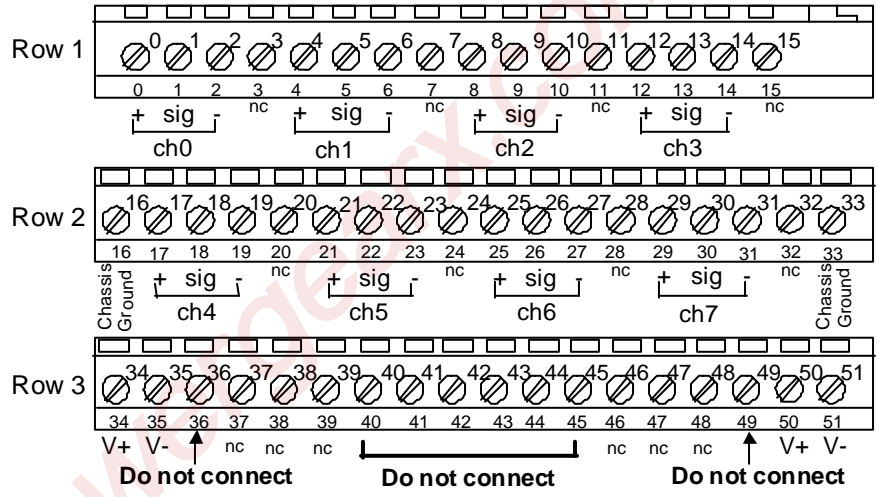 0 1 2 3 4 5 6 7 8 9 10 11 12 13 14 15
Row 1
0 1 2 3 4 5 6 7 8 9 10 11 12 13 14 15
nc nc nc nc
+ sig - + sig - + sig - + sig -
ch0 ch1 ch2 ch3
16 17 18 19 20 21 22 23 24 25 26 27 28 29 30 31 32 33
Row 2
16 17 18 19 20 21 22 23 24 25 26 27 28 29 30 31 32 33
nc nc nc nc
Chassis Ground + sig - + sig - + sig - + sig - Chassis Ground
ch4 ch5 ch6 ch7
34 35 36 37 38 39 40 41 42 43 44 45 46 47 48 49 50 51
Row 3
34 35 36 37 38 39 40 41 42 43 44 45 46 47 48 49 50 51
V+ V- nc nc nc nc nc nc V+ V-
Do not connect Do not connect Do not connect
wergearx.com